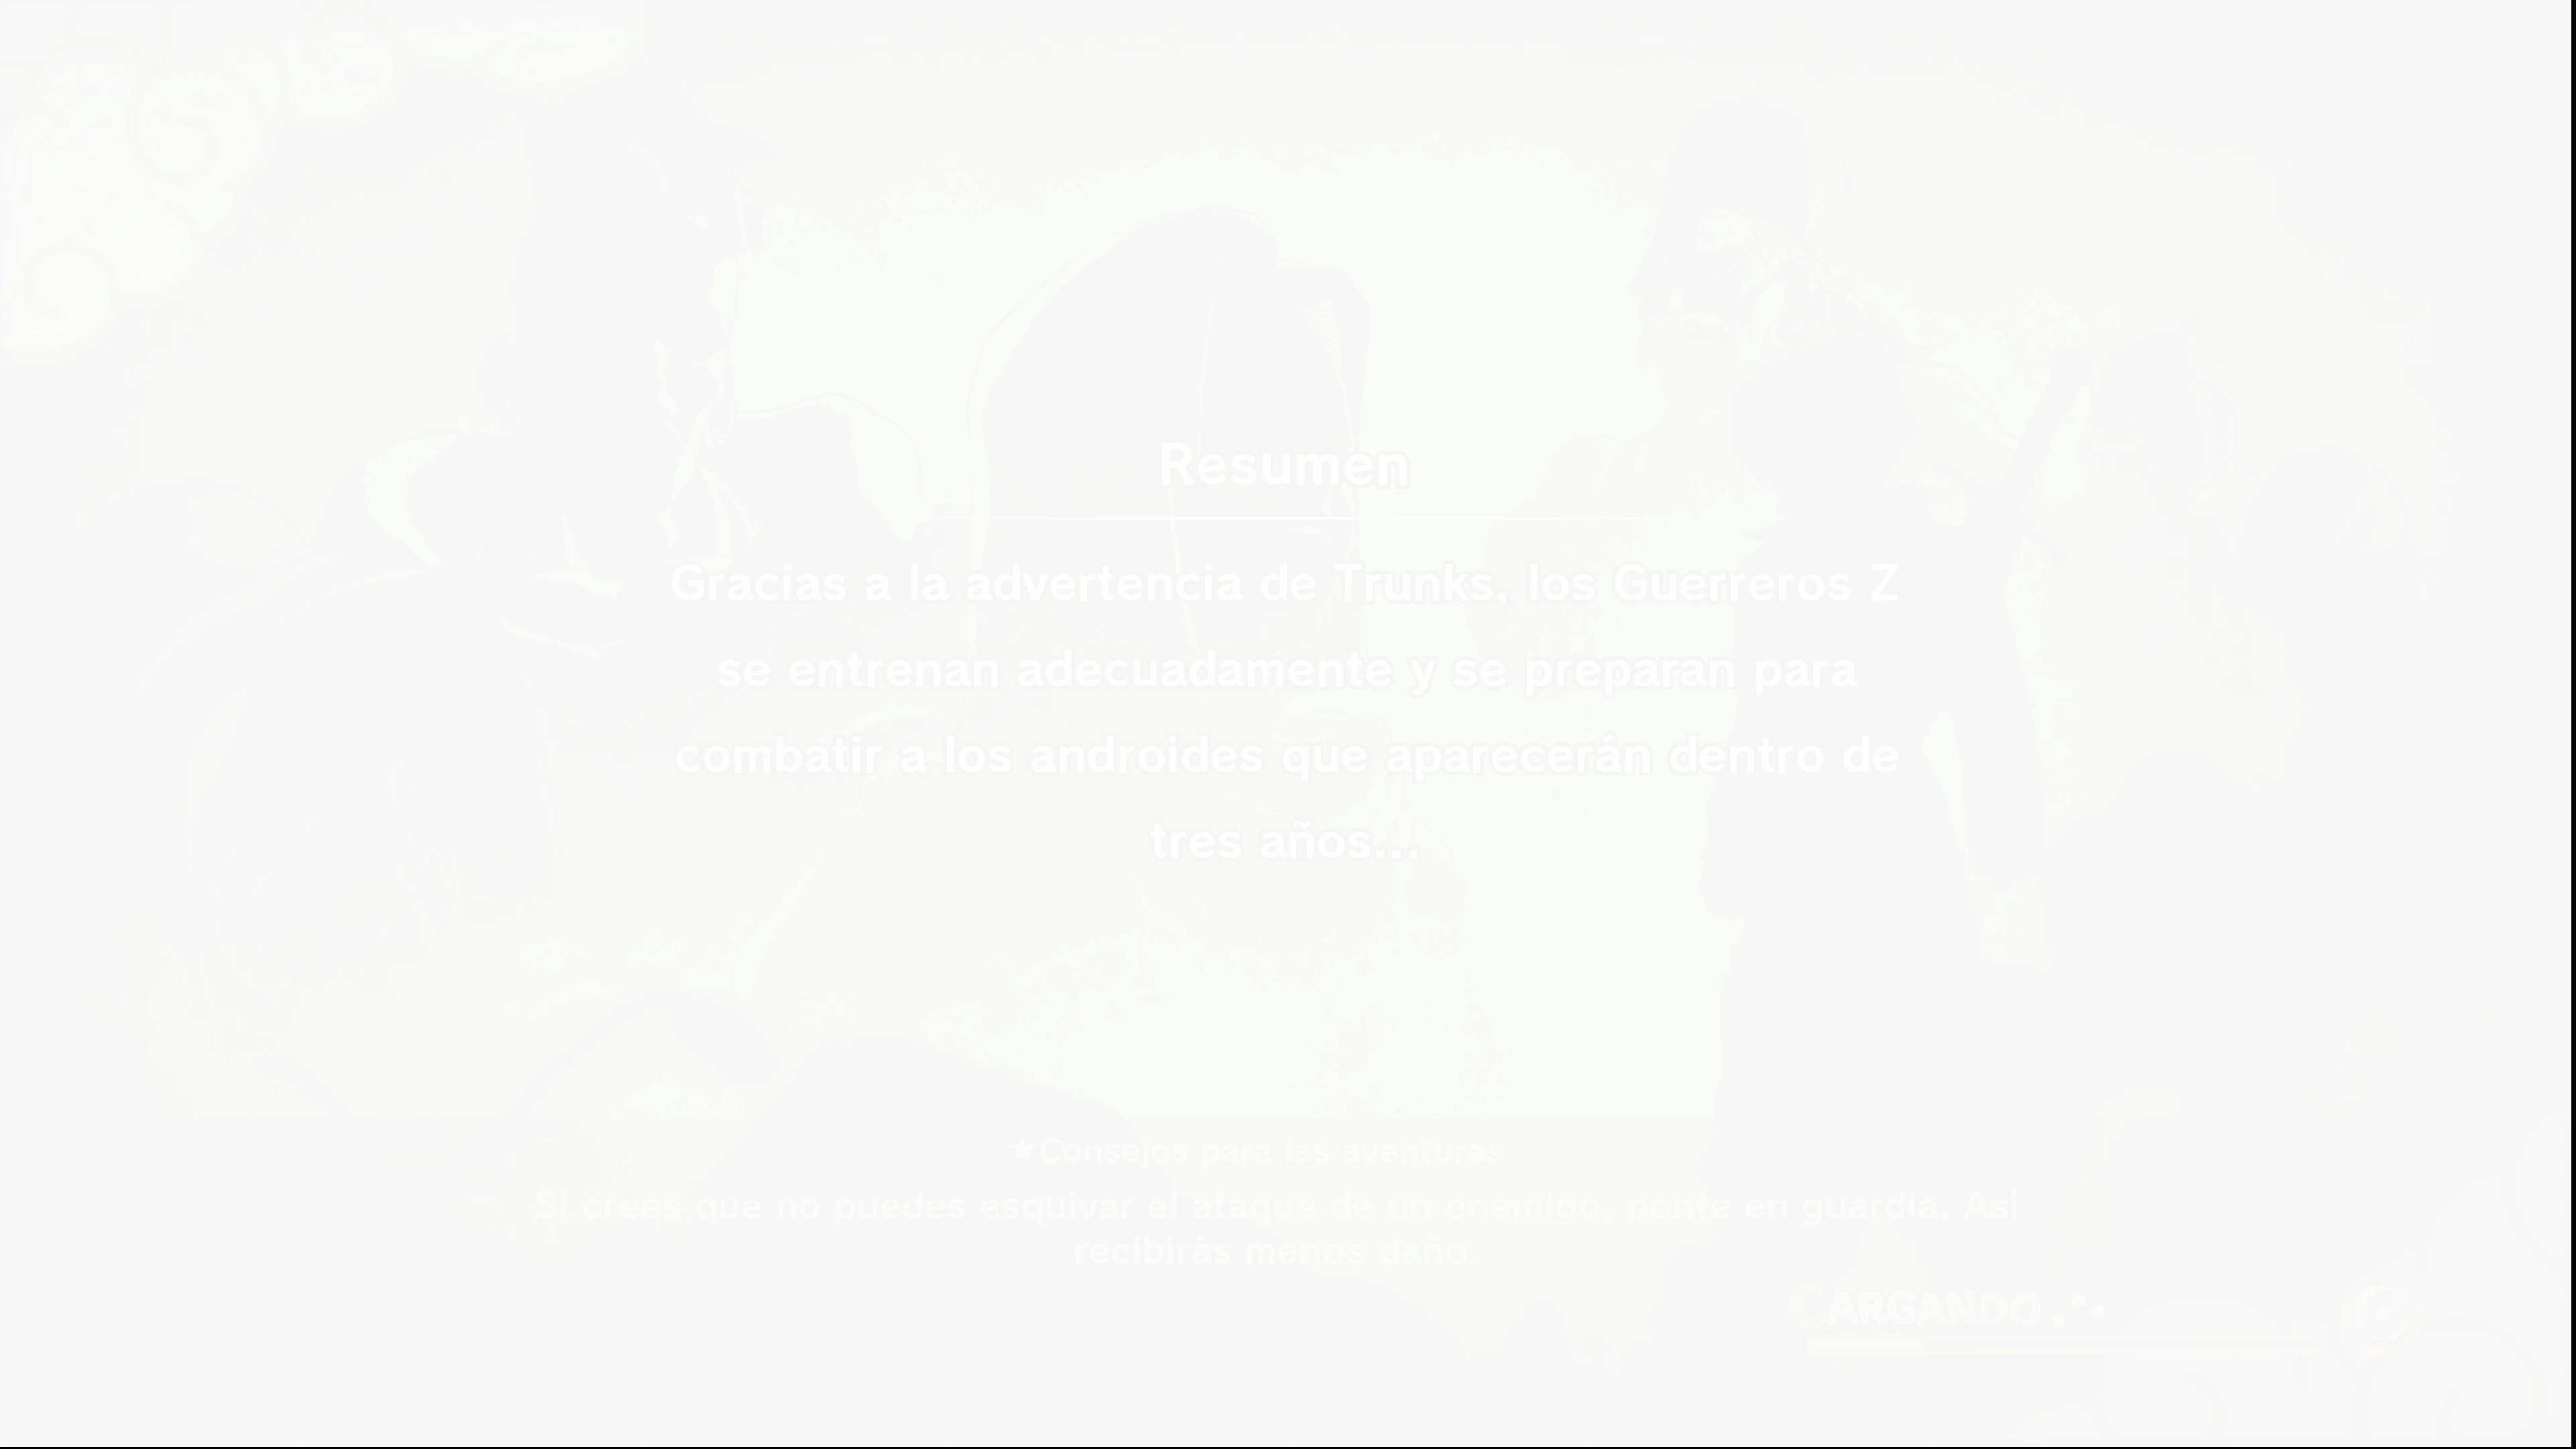 Resumen
Gracias a la advertencia de Trunks, los Guerreros Z
se entrenan adecuadamente y se preparan para
combatir a los androides que aparecerán dentro de
tres años...
★Consejos para las aventuras
Si crees que no puedes esquivar el ataque de un enemigo, ponte en guardia. Así
recibirás menos daño.
CARGANDO...